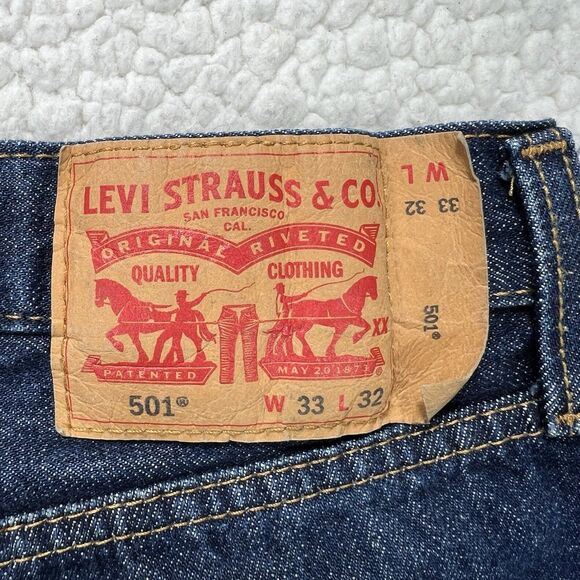 LEVI STRAUSS & CO.
SAN FRANCISCO
CAL.
ORIGINAL RIVETED
QUALITY CLOTHING
XX
PATENTED MAY 20 1873
501® W 33 L 32
W L
33 32
501®